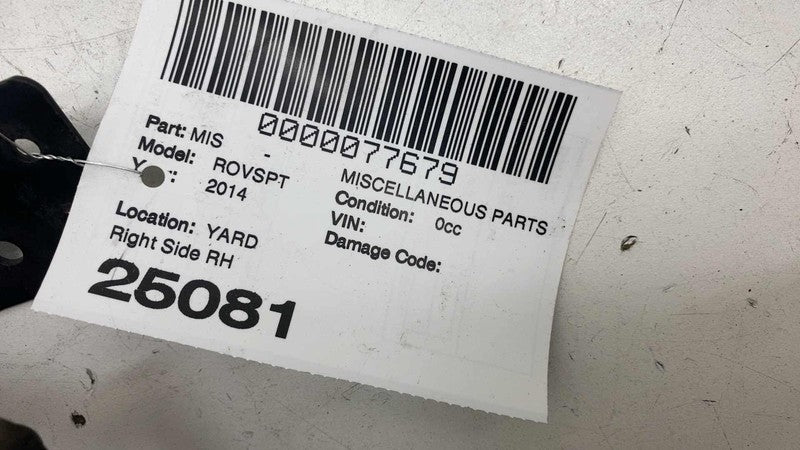 0000077679
Part: MIS - MISCELLANEOUS PARTS
Model: ROVSPT Condition: 0cc
2014 VIN:
Location: YARD Damage Code:
Right Side RH
25081